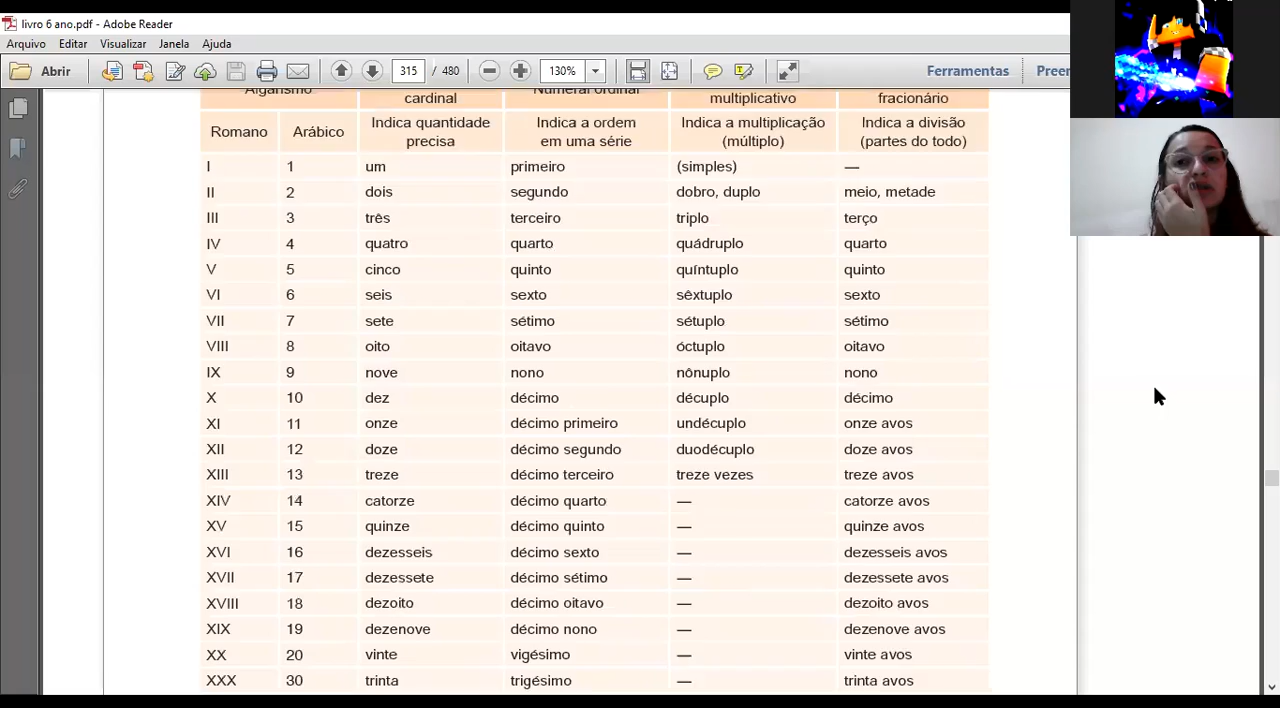 livro 6 ano.pdf - Adobe Reader
Arquivo Editar Visualizar Janela Ajuda
Abrir 315 / 480 130% Ferramentas Preen
Algarismo cardinal Numeral ordinal multiplicativo fracionário
Romano Arábico Indica quantidade precisa Indica a ordem em uma série Indica a multiplicação (múltiplo) Indica a divisão (partes do todo)
I 1 um primeiro (simples) —
II 2 dois segundo dobro, duplo meio, metade
III 3 três terceiro triplo terço
IV 4 quatro quarto quádruplo quarto
V 5 cinco quinto quíntuplo quinto
VI 6 seis sexto sêxtuplo sexto
VII 7 sete sétimo sétuplo sétimo
VIII 8 oito oitavo óctuplo oitavo
IX 9 nove nono nônuplo nono
X 10 dez décimo décuplo décimo
XI 11 onze décimo primeiro undécuplo onze avos
XII 12 doze décimo segundo duodécuplo doze avos
XIII 13 treze décimo terceiro treze vezes treze avos
XIV 14 catorze décimo quarto — catorze avos
XV 15 quinze décimo quinto — quinze avos
XVI 16 dezesseis décimo sexto — dezesseis avos
XVII 17 dezessete décimo sétimo — dezessete avos
XVIII 18 dezoito décimo oitavo — dezoito avos
XIX 19 dezenove décimo nono — dezenove avos
XX 20 vinte vigésimo — vinte avos
XXX 30 trinta trigésimo — trinta avos